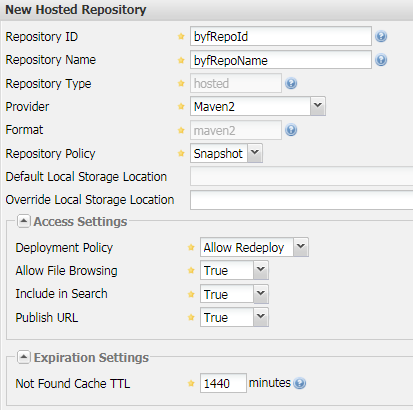 New Hosted Repository
Repository ID byfRepoId
Repository Name byfRepoName
Repository Type hosted
Provider Maven2
Format maven2
Repository Policy Snapshot
Default Local Storage Location
Override Local Storage Location
Access Settings
Deployment Policy Allow Redeploy
Allow File Browsing True
Include in Search True
Publish URL True
Expiration Settings
Not Found Cache TTL 1440 minutes